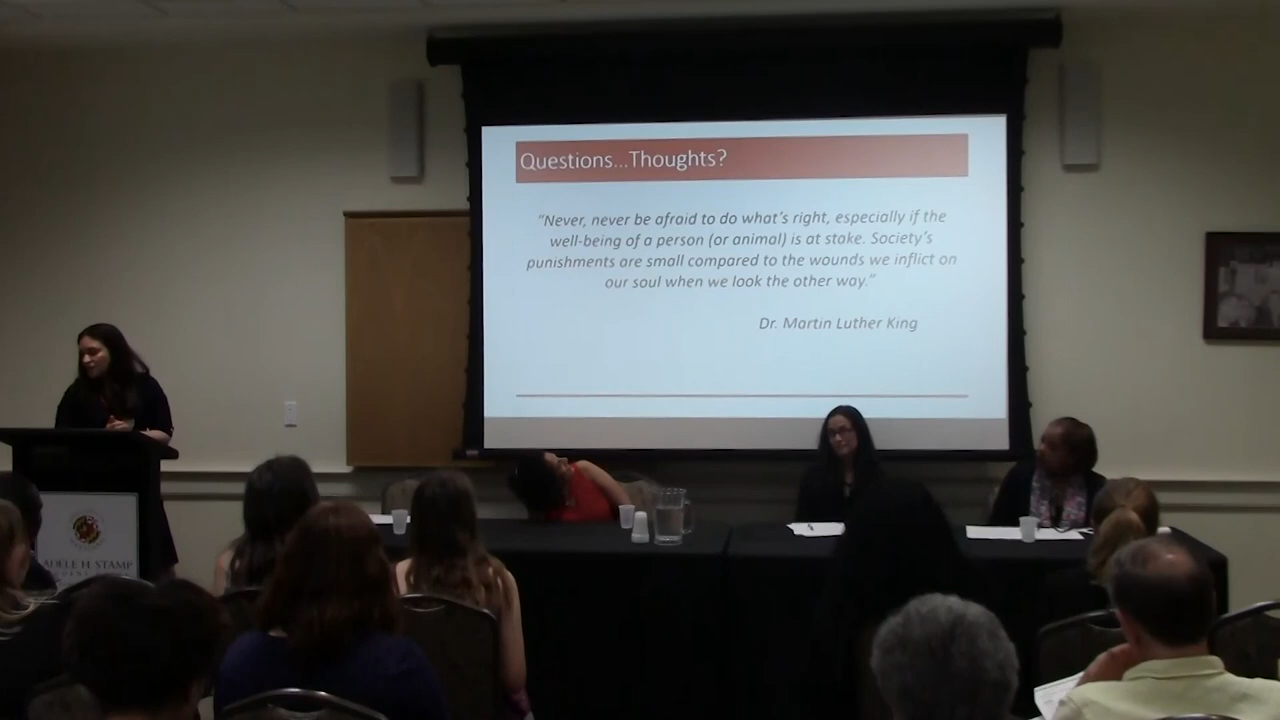 Questions...Thoughts?
"Never, never be afraid to do what's right, especially if the
well-being of a person (or animal) is at stake. Society's
punishments are small compared to the wounds we inflict on
our soul when we look the other way."
Dr. Martin Luther King
ADELE H. STAMP